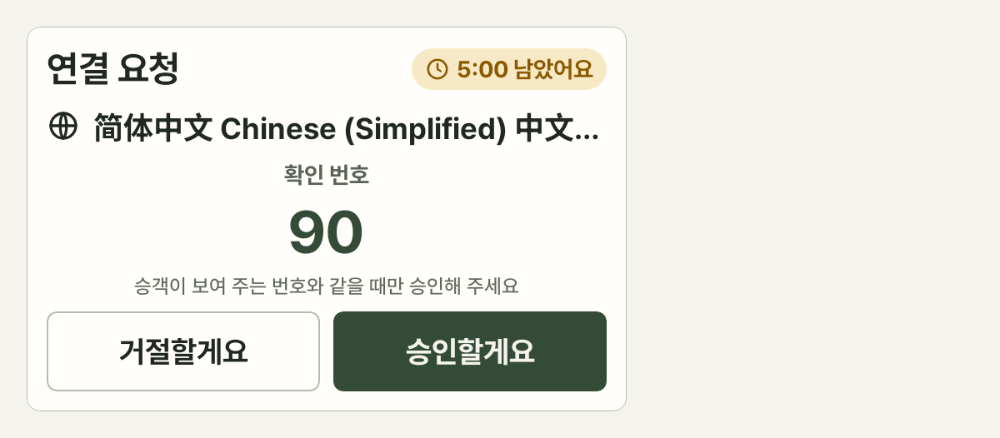 연결 요청
5:00 남았어요
简体中文 Chinese (Simplified) 中文...
확인 번호
90
승객이 보여 주는 번호와 같을 때만 승인해 주세요
거절할게요
승인할게요